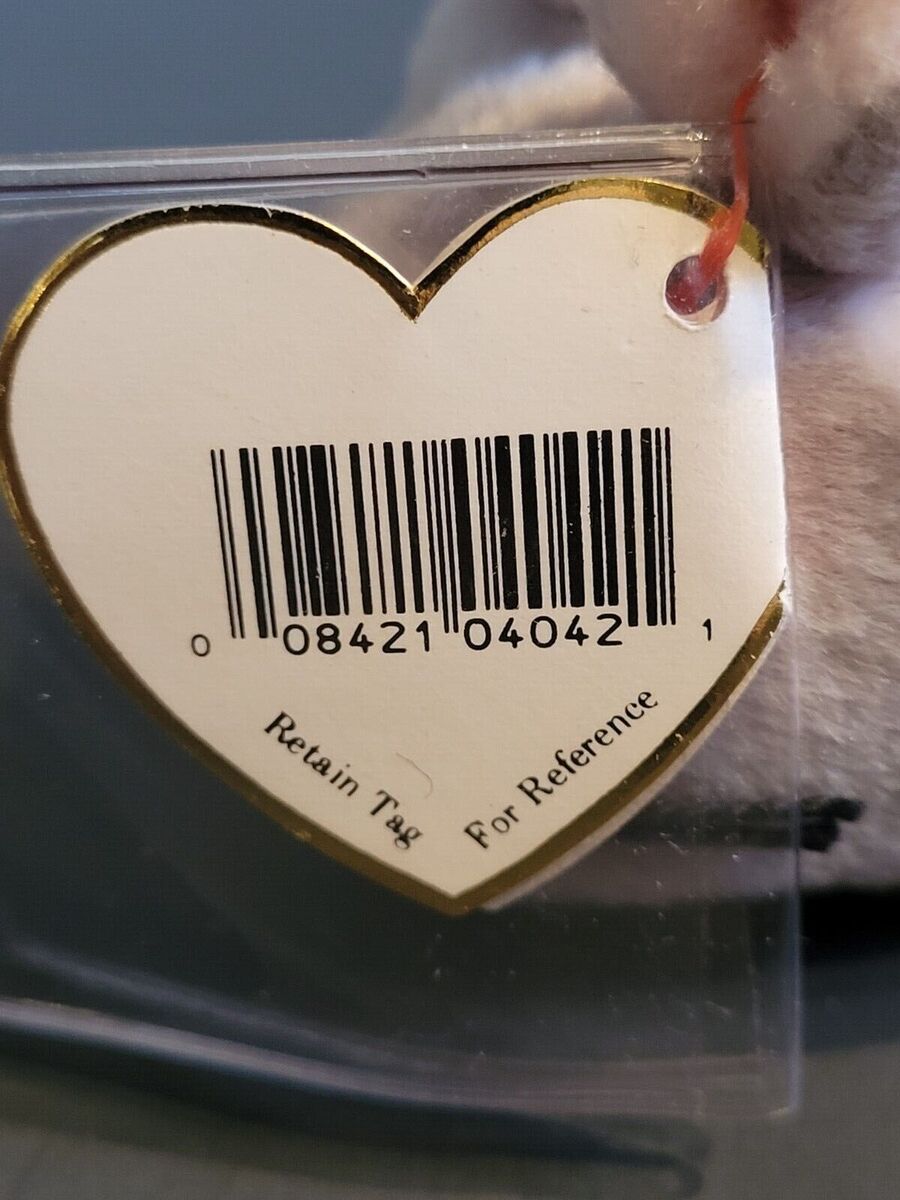 0 08421 04042 1
Retain Tag
For Reference